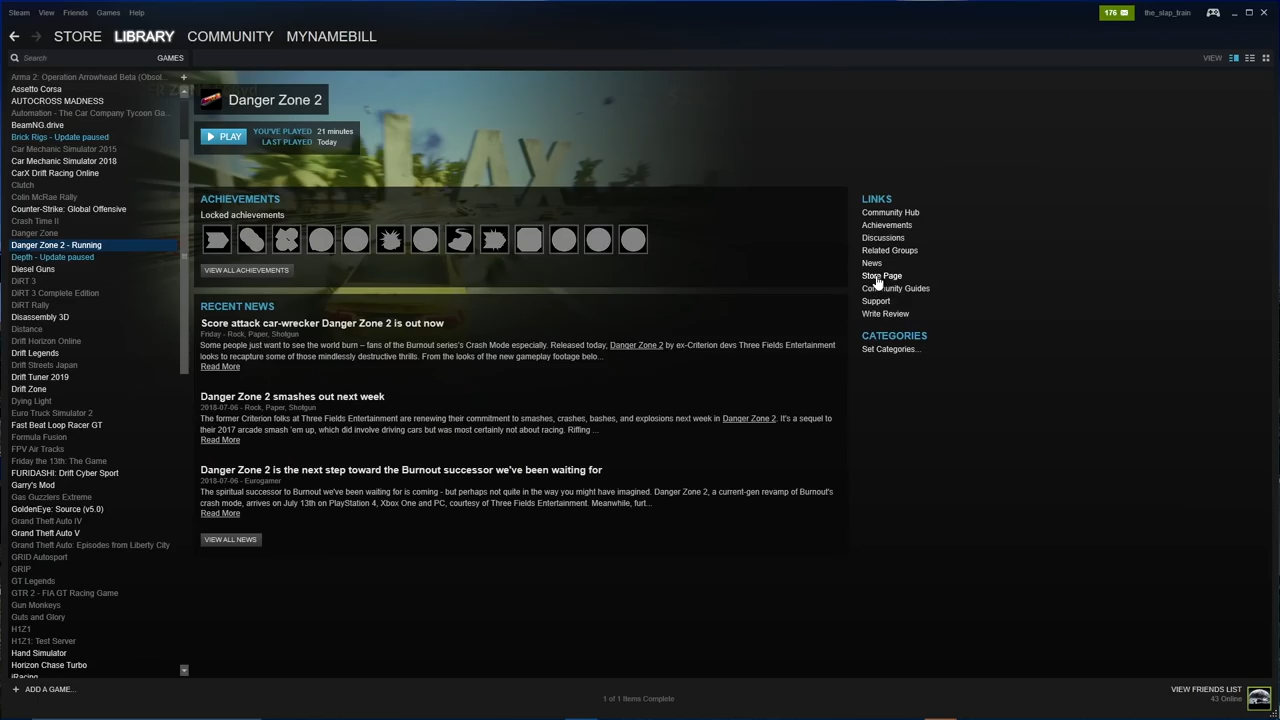 Steam View Friends Games Help
176 the_slap_train
STORE LIBRARY COMMUNITY MYNAMEBILL
Search GAMES
VIEW
Arma 2: Operation Arrowhead Beta (Obsol...
Assetto Corsa
AUTOCROSS MADNESS
Automation - The Car Company Tycoon Ga...
BeamNG.drive
Brick Rigs - Update paused
Car Mechanic Simulator 2015
Car Mechanic Simulator 2018
CarX Drift Racing Online
Clutch
Colin McRae Rally
Counter-Strike: Global Offensive
Crash Time II
Danger Zone
Danger Zone 2 - Running
Depth - Update paused
Diesel Guns
DiRT 3
DiRT 3 Complete Edition
DiRT Rally
Disassembly 3D
Distance
Drift Horizon Online
Drift Legends
Drift Streets Japan
Drift Tuner 2019
Drift Zone
Dying Light
Euro Truck Simulator 2
Fast Beat Loop Racer GT
Formula Fusion
FPV Air Tracks
Friday the 13th: The Game
FURIDASHI: Drift Cyber Sport
Garry's Mod
Gas Guzzlers Extreme
GoldenEye: Source (v5.0)
Grand Theft Auto IV
Grand Theft Auto V
Grand Theft Auto: Episodes from Liberty City
GRID Autosport
GRIP
GT Legends
GTR 2 - FIA GT Racing Game
Gun Monkeys
Guts and Glory
H1Z1
H1Z1: Test Server
Hand Simulator
Horizon Chase Turbo
iRacing
+ ADD A GAME...
Danger Zone 2
PLAY
YOU'VE PLAYED 21 minutes
LAST PLAYED Today
PLAX
ACHIEVEMENTS
Locked achievements
VIEW ALL ACHIEVEMENTS
RECENT NEWS
Score attack car-wrecker Danger Zone 2 is out now
Friday - Rock, Paper, Shotgun
Some people just want to see the world burn – fans of the Burnout series's Crash Mode especially. Released today, Danger Zone 2 by ex-Criterion devs Three Fields Entertainment
looks to recapture some of those mindlessly destructive thrills. From the looks of the new gameplay footage belo...
Read More
Danger Zone 2 smashes out next week
2018-07-06 - Rock, Paper, Shotgun
The former Criterion folks at Three Fields Entertainment are renewing their commitment to smashes, crashes, bashes, and explosions next week in Danger Zone 2. It's a sequel to
their 2017 arcade smash 'em up, which did involve driving cars but was most certainly not about racing. Riffing ...
Read More
Danger Zone 2 is the next step toward the Burnout successor we've been waiting for
2018-07-06 - Eurogamer
The spiritual successor to Burnout we've been waiting for is coming - but perhaps not quite in the way you might have imagined. Danger Zone 2, a current-gen revamp of Burnout's
crash mode, arrives on July 13th on PlayStation 4, Xbox One and PC, courtesy of Three Fields Entertainment. Meanwhile, furt...
Read More
VIEW ALL NEWS
LINKS
Community Hub
Achievements
Discussions
Related Groups
News
Store Page
Community Guides
Support
Write Review
CATEGORIES
Set Categories...
1 of 1 Items Complete
VIEW FRIENDS LIST
43 Online